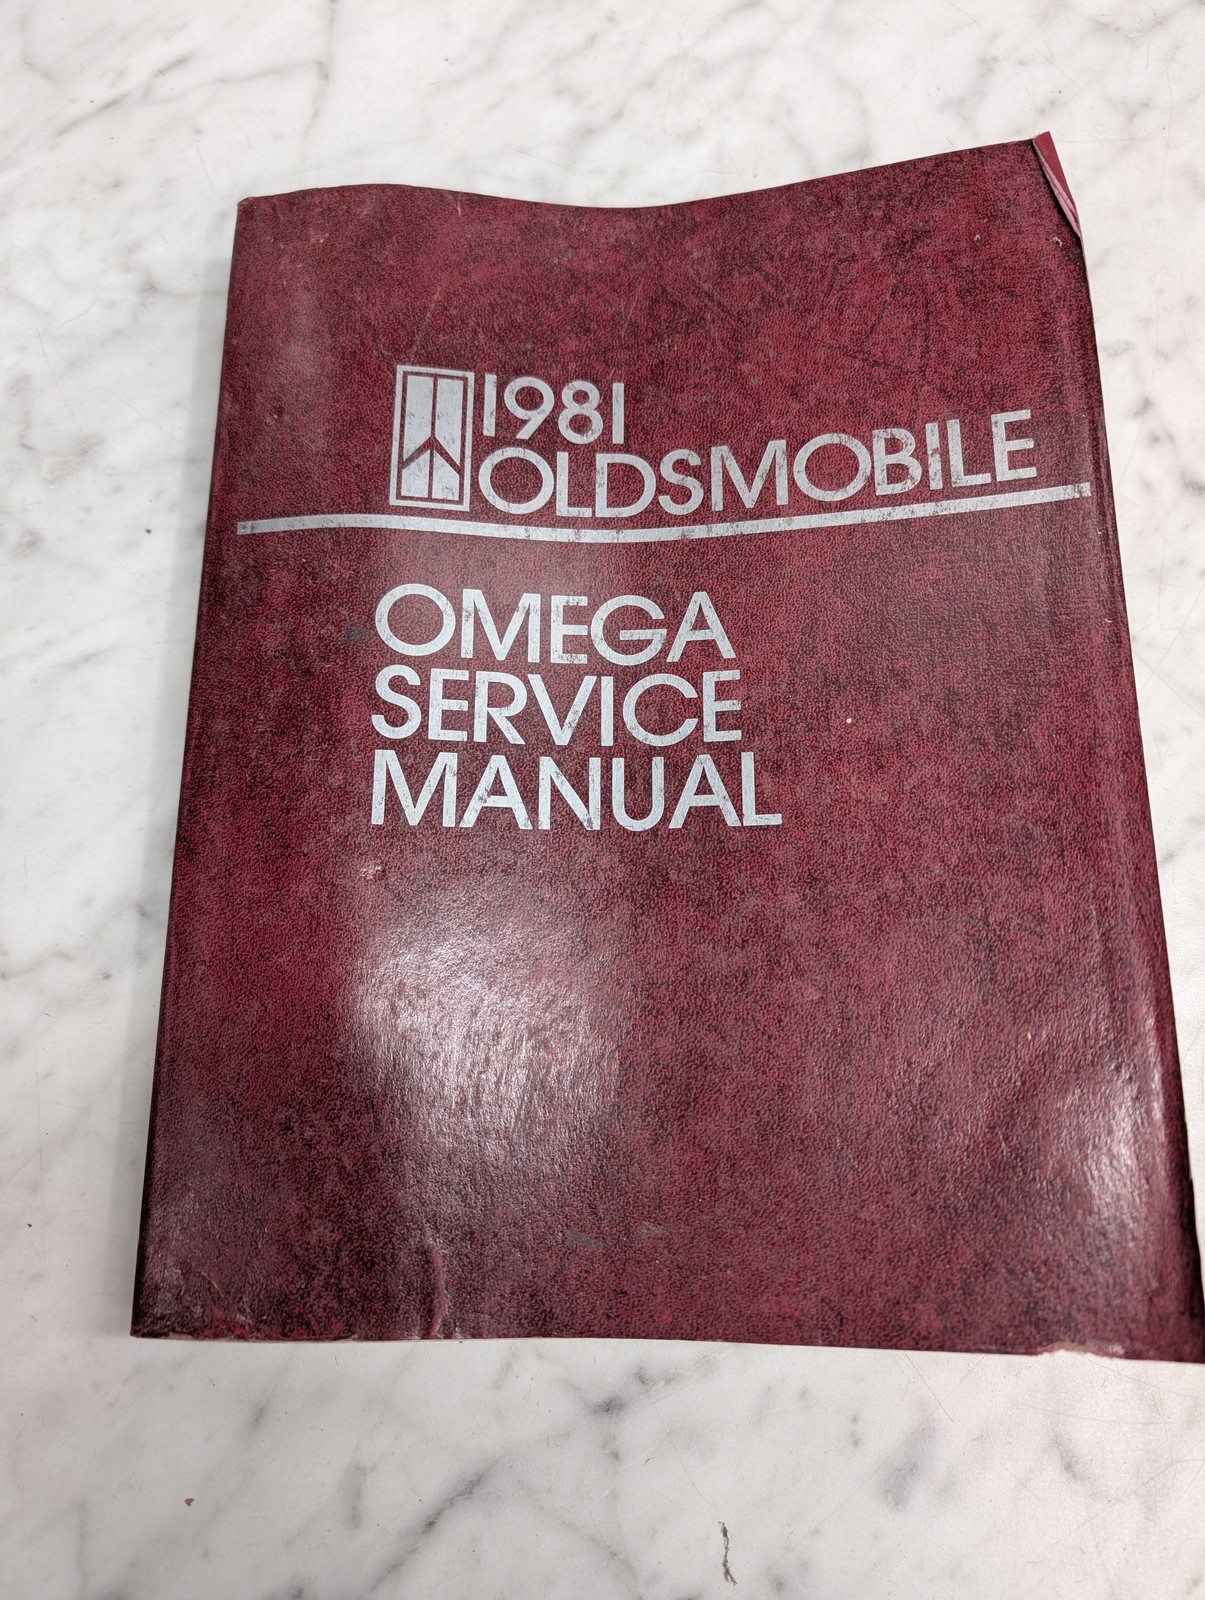 1981
OLDSMOBILE
OMEGA
SERVICE
MANUAL